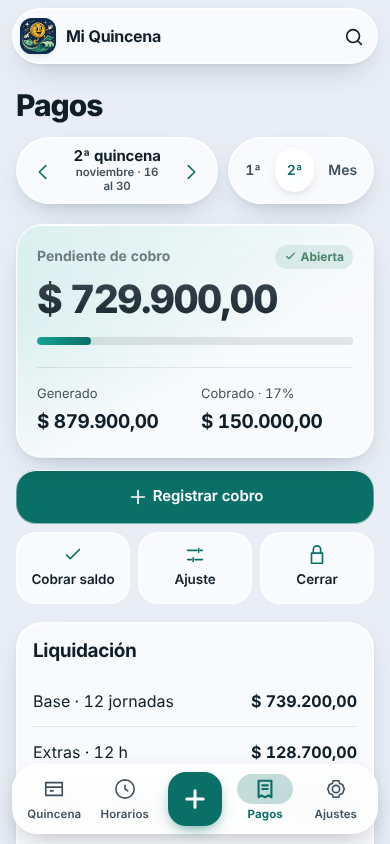 Mi Quincena
Pagos
2ª quincena
noviembre · 16
al 30
1ª
2ª
Mes
Pendiente de cobro
Abierta
$ 729.900,00
Generado
Cobrado · 17%
$ 879.900,00
$ 150.000,00
Registrar cobro
Cobrar saldo
Ajuste
Cerrar
Liquidación
Base · 12 jornadas
$ 739.200,00
Extras · 12 h
$ 128.700,00
Quincena
Horarios
Pagos
Ajustes